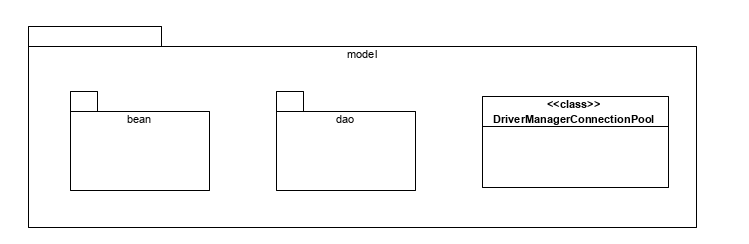 model
bean
dao
<<class>>
DriverManagerConnectionPool